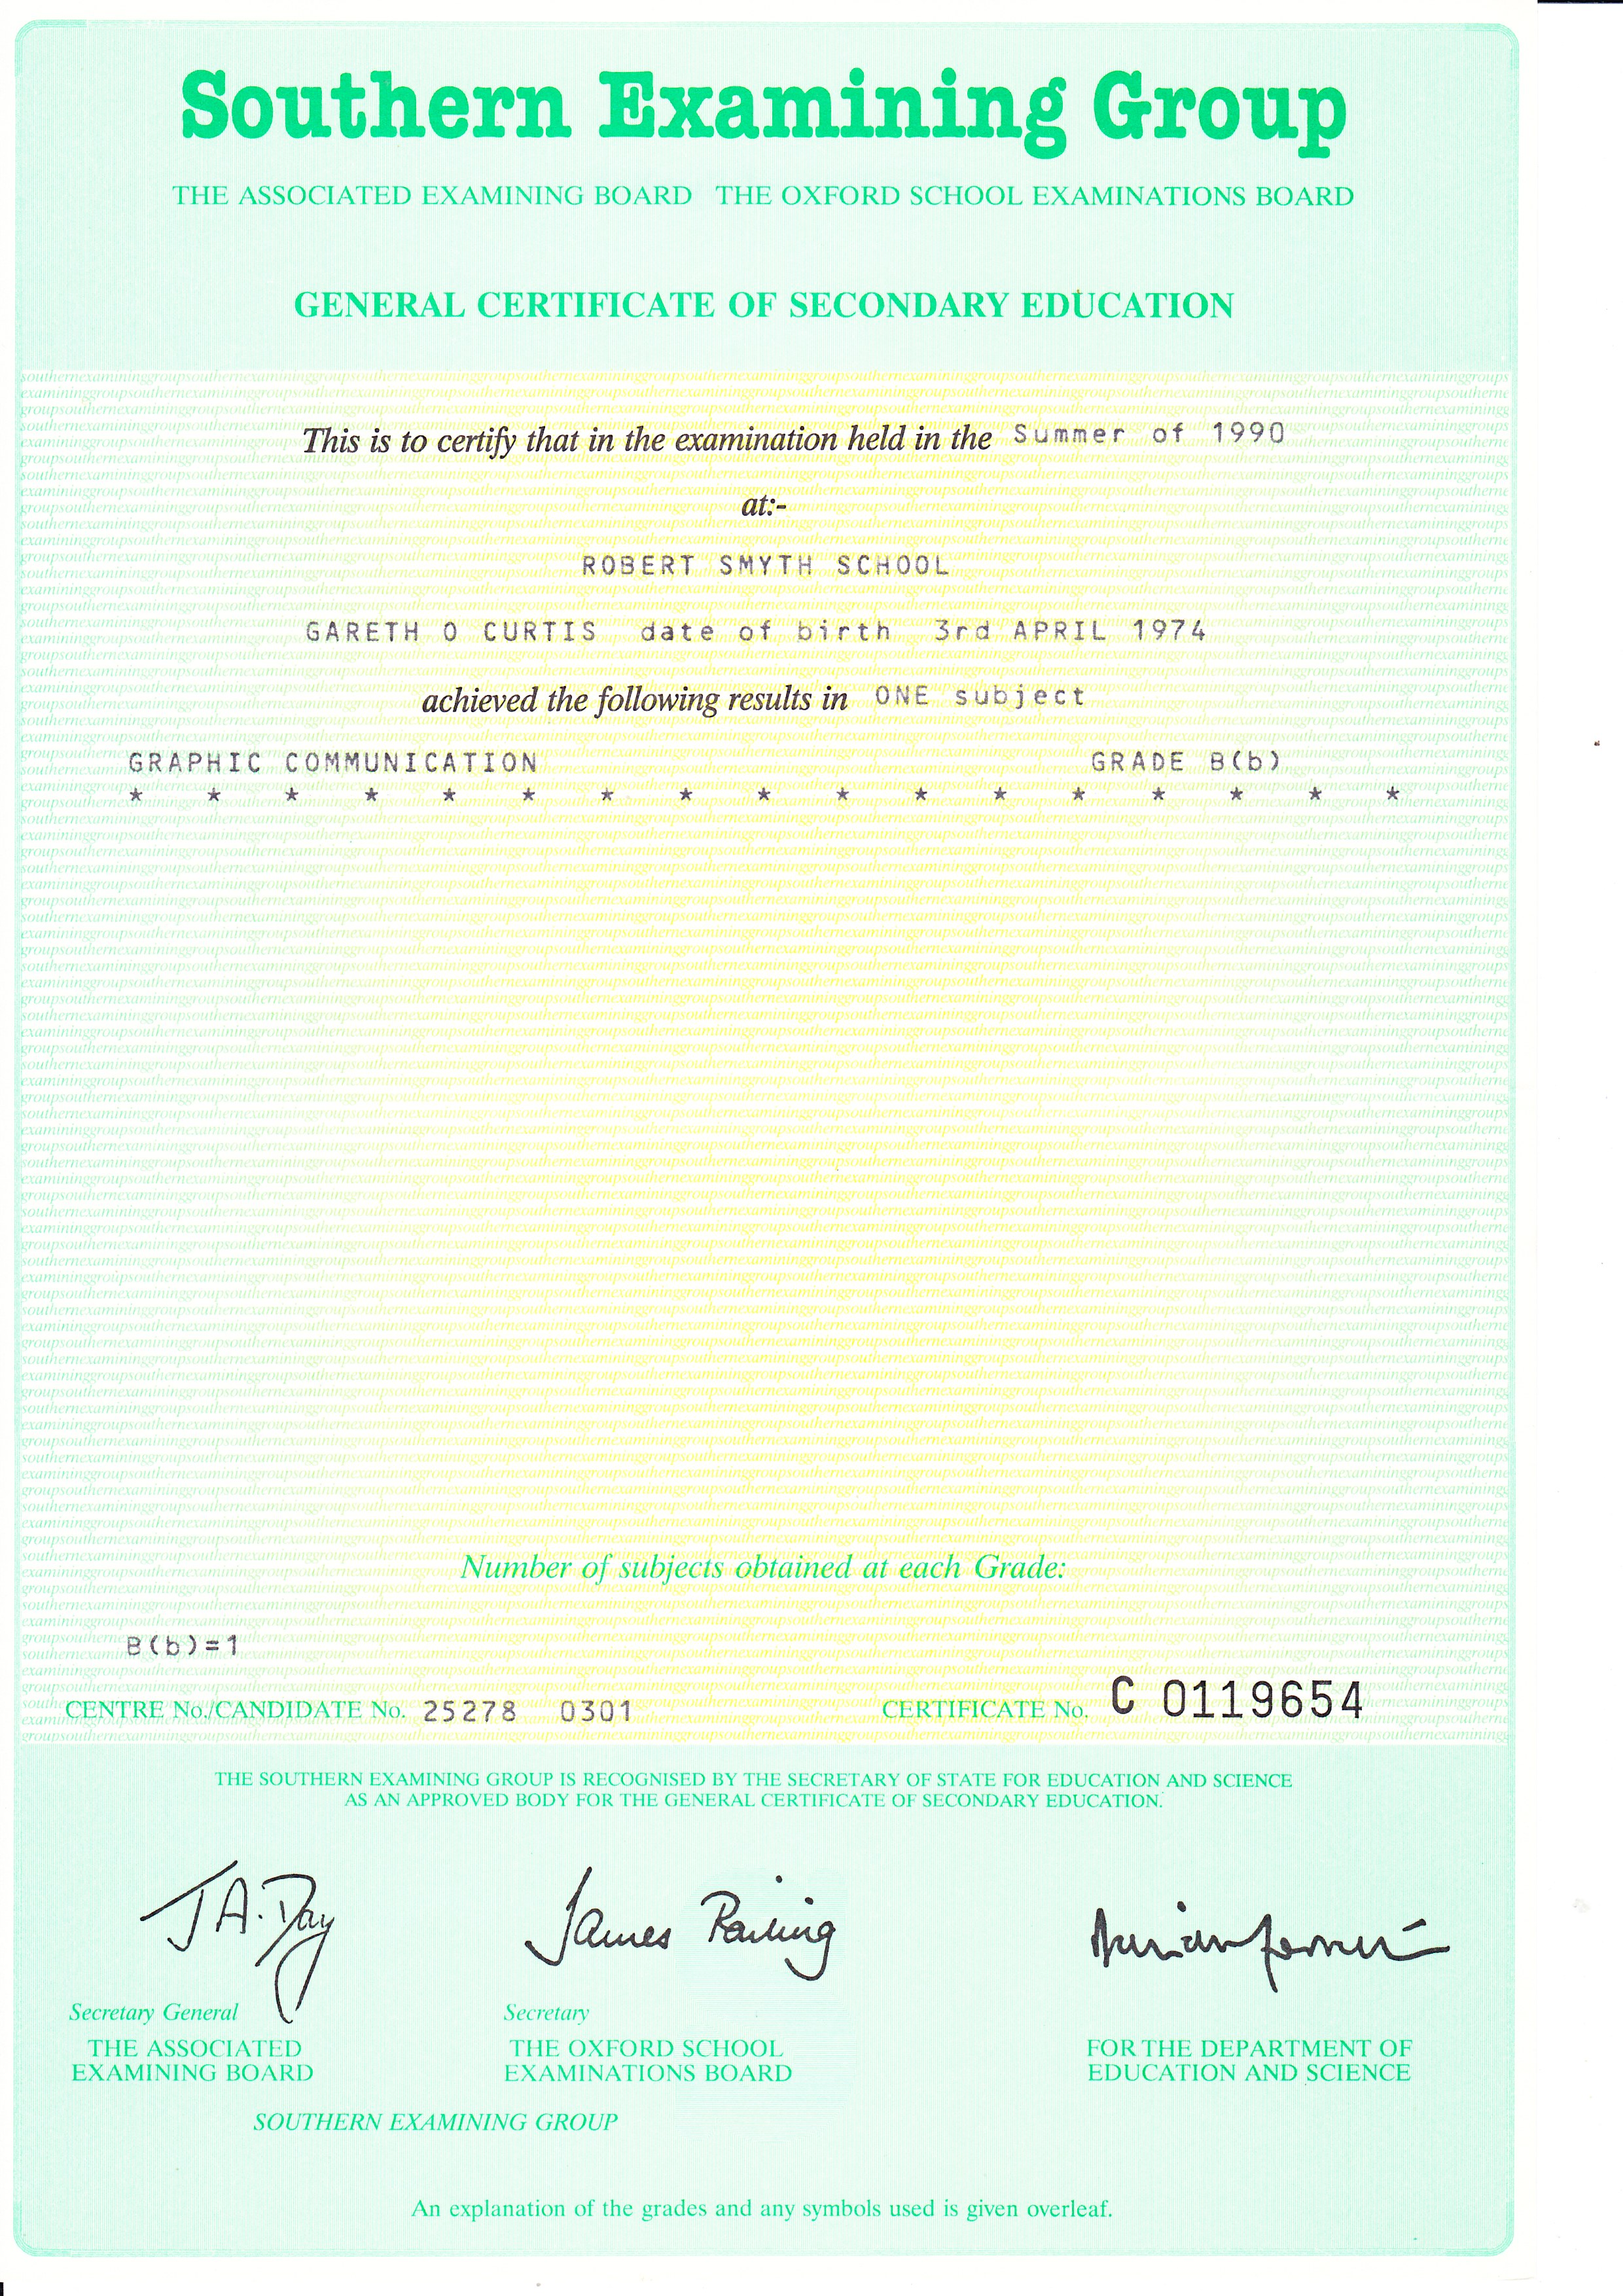 Southern Examining Group
THE ASSOCIATED EXAMINING BOARD THE OXFORD SCHOOL EXAMINATIONS BOARD
GENERAL CERTIFICATE OF SECONDARY EDUCATION
This is to certify that in the examination held in the Summer of 1990
at:-
ROBERT SMYTH SCHOOL
GARETH O CURTIS date of birth 3rd APRIL 1974
achieved the following results in ONE subject
GRAPHIC COMMUNICATION GRADE B(b)
* * * * * * * * * * * * * * * * *
Number of subjects obtained at each Grade:
B(b)=1
CENTRE No./CANDIDATE No. 25278 0301 CERTIFICATE No. C 0119654
THE SOUTHERN EXAMINING GROUP IS RECOGNISED BY THE SECRETARY OF STATE FOR EDUCATION AND SCIENCE
AS AN APPROVED BODY FOR THE GENERAL CERTIFICATE OF SECONDARY EDUCATION.
J A. Day James
Secretary General Secretary
THE ASSOCIATED THE OXFORD SCHOOL FOR THE DEPARTMENT OF
EXAMINING BOARD EXAMINATIONS BOARD EDUCATION AND SCIENCE
SOUTHERN EXAMINING GROUP
An explanation of the grades and any symbols used is given overleaf.